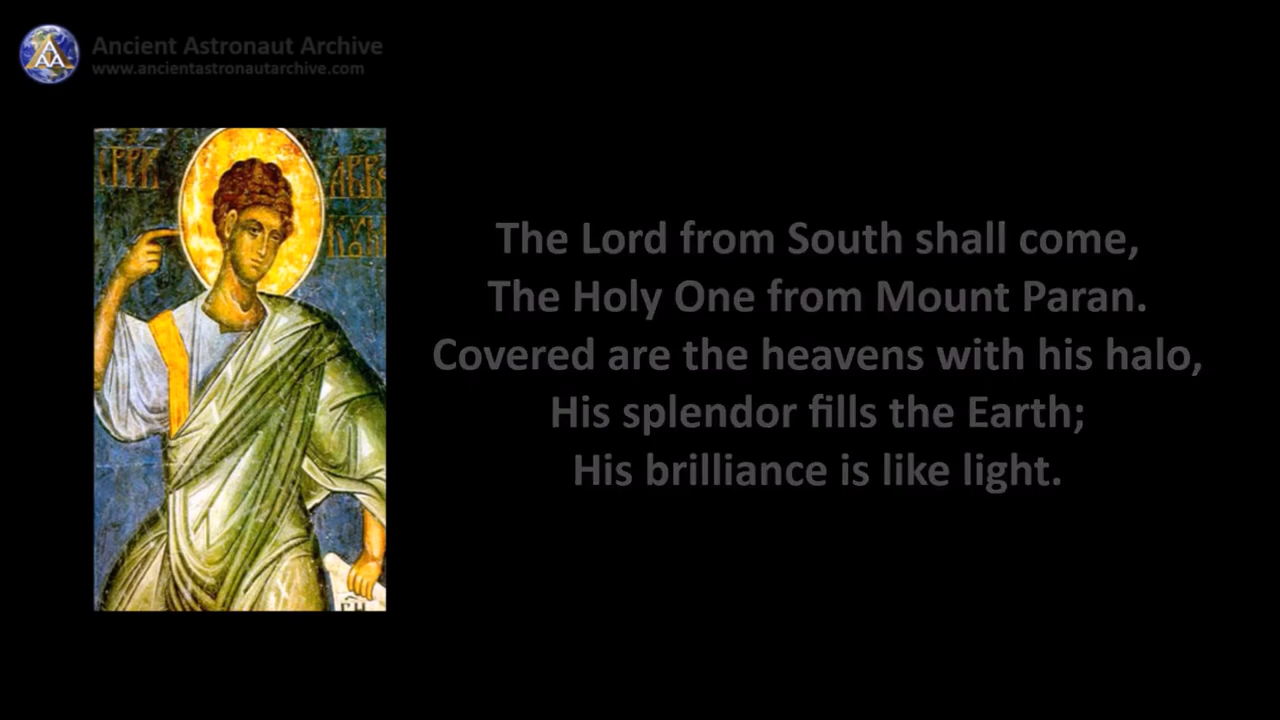 Ancient Astronaut Archive
www.ancientastronautarchive.com
The Lord from South shall come,
The Holy One from Mount Paran.
Covered are the heavens with his halo,
His splendor fills the Earth;
His brilliance is like light.